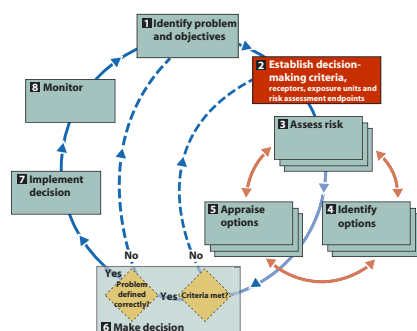 1 Identify problem
and objectives
2 Establish decision-
making criteria,
receptors, exposure units and
risk assessment endpoints
8 Monitor
3 Assess risk
7 Implement
decision
5 Appraise
options
4 Identify
options
No
No
Yes
Problem
defined
correctly?
Yes
Criteria met?
6 Make decision